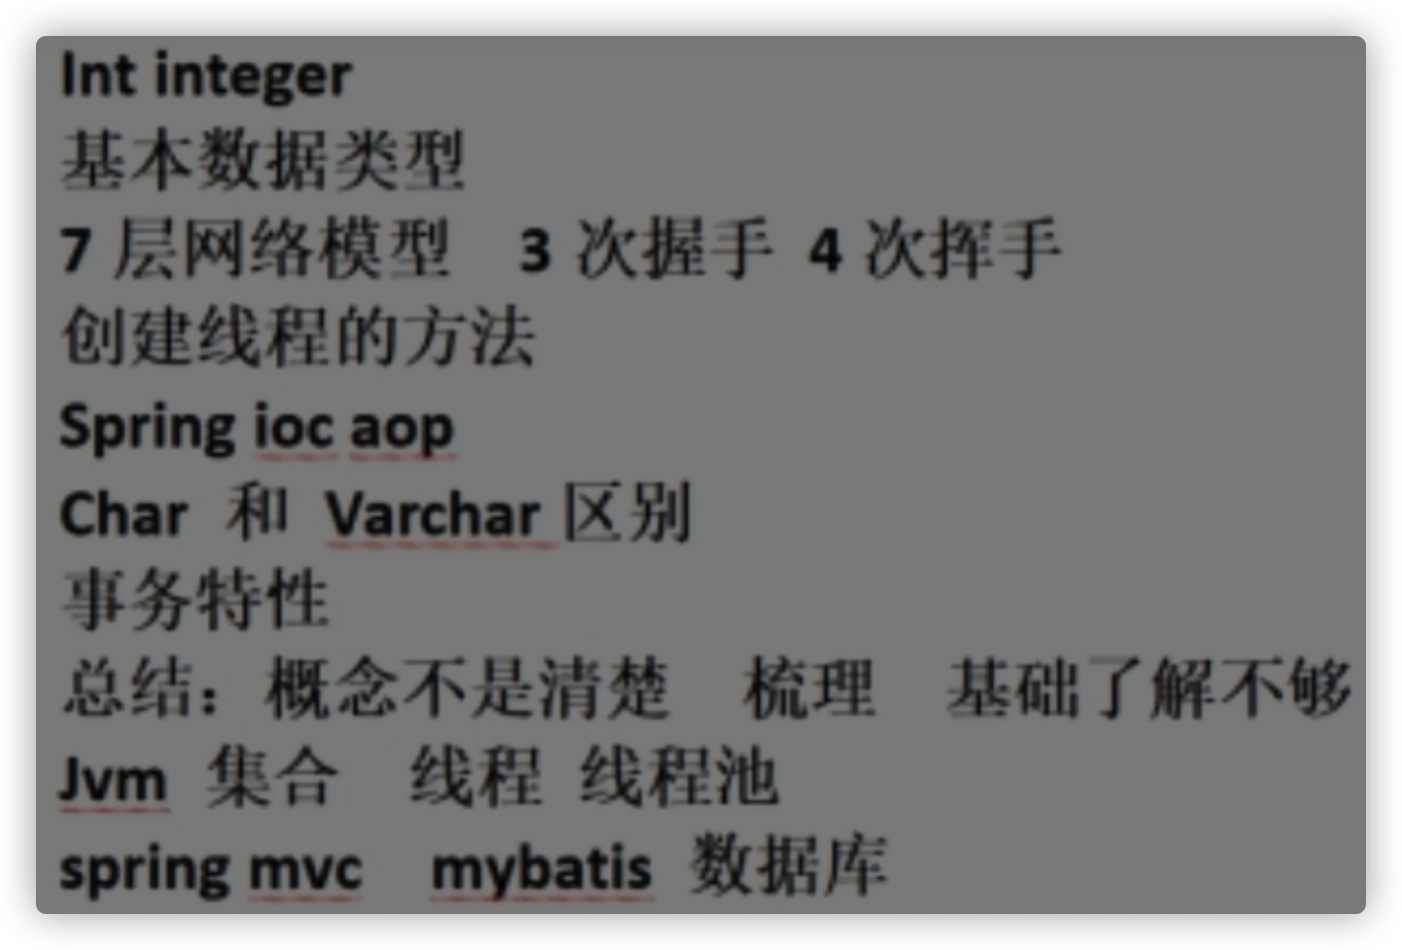 Int integer
基本数据类型
7 层网络模型 3 次握手 4 次挥手
创建线程的方法
Spring ioc aop
Char 和 Varchar 区别
事务特性
总结：概念不是清楚 梳理 基础了解不够
Jvm 集合 线程 线程池
spring mvc mybatis 数据库